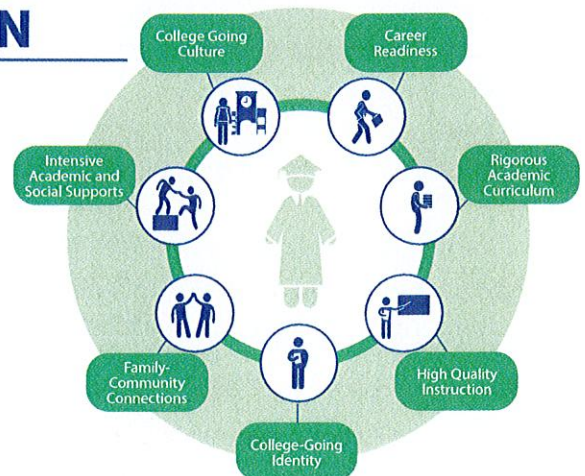 N
College Going
Culture
Career
Readiness
Intensive
Academic and
Social Supports
Rigorous
Academic
Curriculum
Family-
Community
Connections
High Quality
Instruction
College-Going
Identity